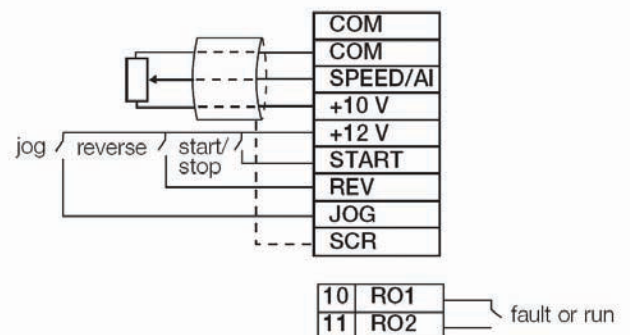 COM
COM
SPEED/AI
+10 V
+12 V
jog reverse start/
stop
START
REV
JOG
SCR
10 RO1
11 RO2
fault or run